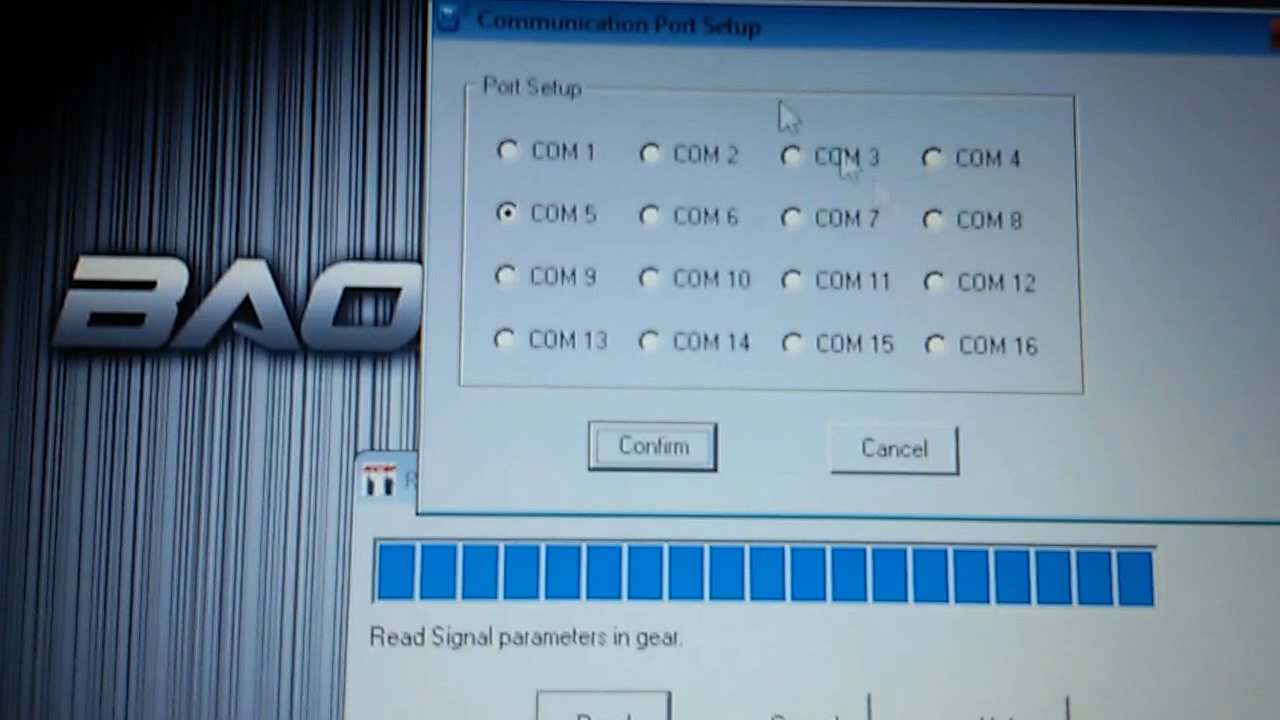 Communication Port Setup
Port Setup
COM 1 COM 2 COM 3 COM 4
COM 5 COM 6 COM 7 COM 8
COM 9 COM 10 COM 11 COM 12
COM 13 COM 14 COM 15 COM 16
BAO
Confirm Cancel
R
Read Signal parameters in gear.